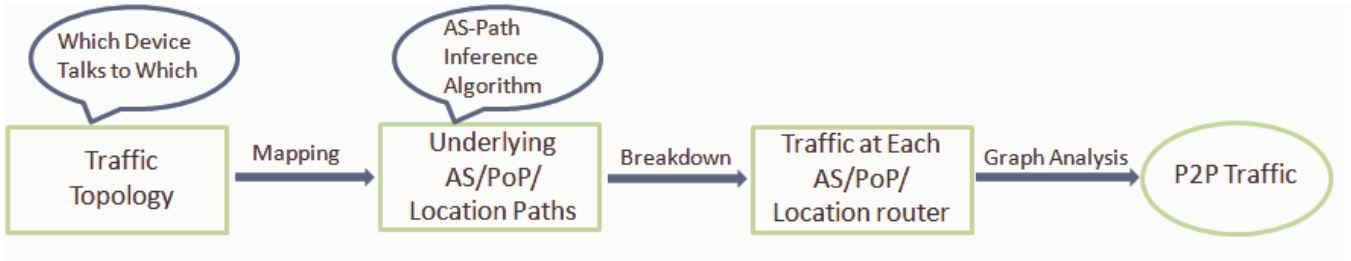 Which Device
Talks to Which
AS-Path
Inference
Algorithm
Traffic
Topology
Mapping
Underlying
AS/PoP/
Location Paths
Breakdown
Traffic at Each
AS/PoP/
Location router
Graph Analysis
P2P Traffic